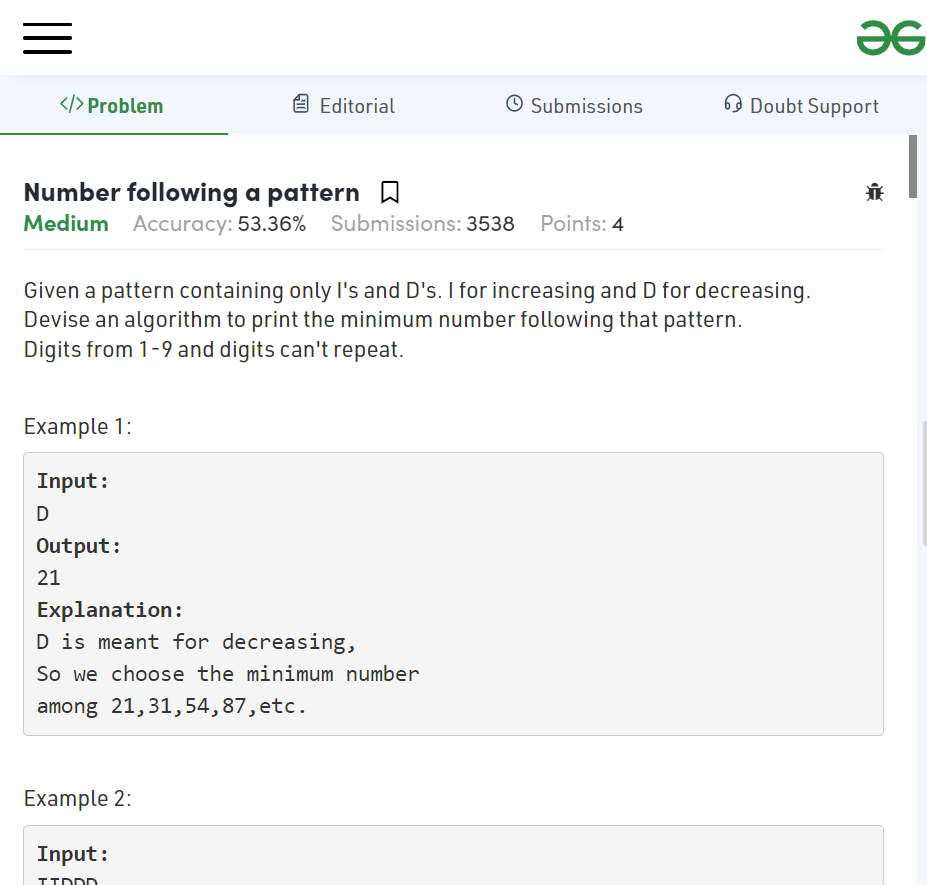 </> Problem
Editorial
Submissions
Doubt Support
Number following a pattern
Medium Accuracy: 53.36% Submissions: 3538 Points: 4
Given a pattern containing only I's and D's. I for increasing and D for decreasing.
Devise an algorithm to print the minimum number following that pattern.
Digits from 1-9 and digits can't repeat.
Example 1:
Input:
D
Output:
21
Explanation:
D is meant for decreasing,
So we choose the minimum number
among 21,31,54,87,etc.
Example 2:
Input:
IIDDD